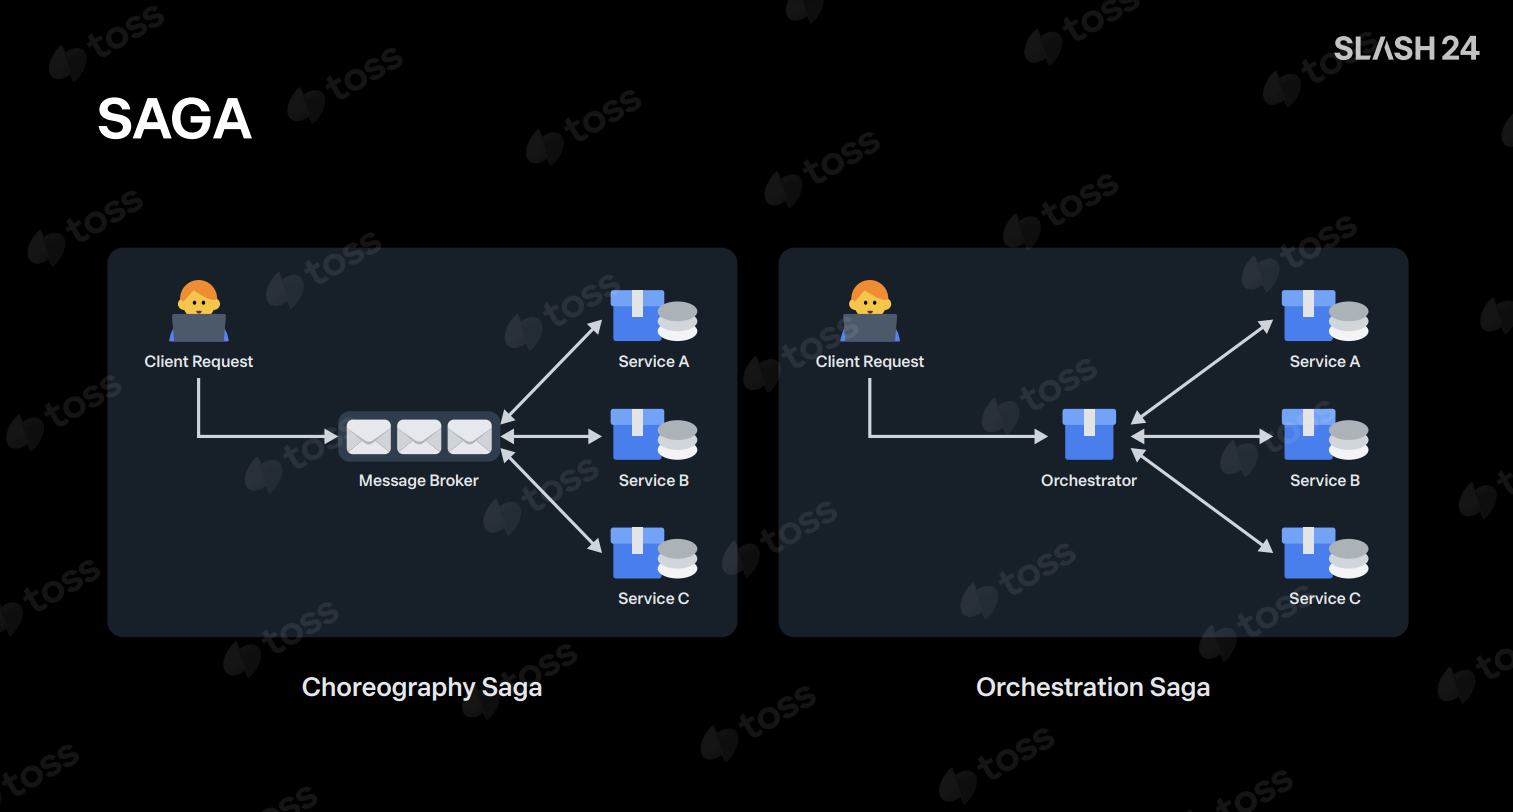 SLASH 24
SAGA
Client Request
Message Broker
Service A
Service B
Service C
Choreography Saga
Client Request
Orchestrator
Service A
Service B
Service C
Orchestration Saga
toss